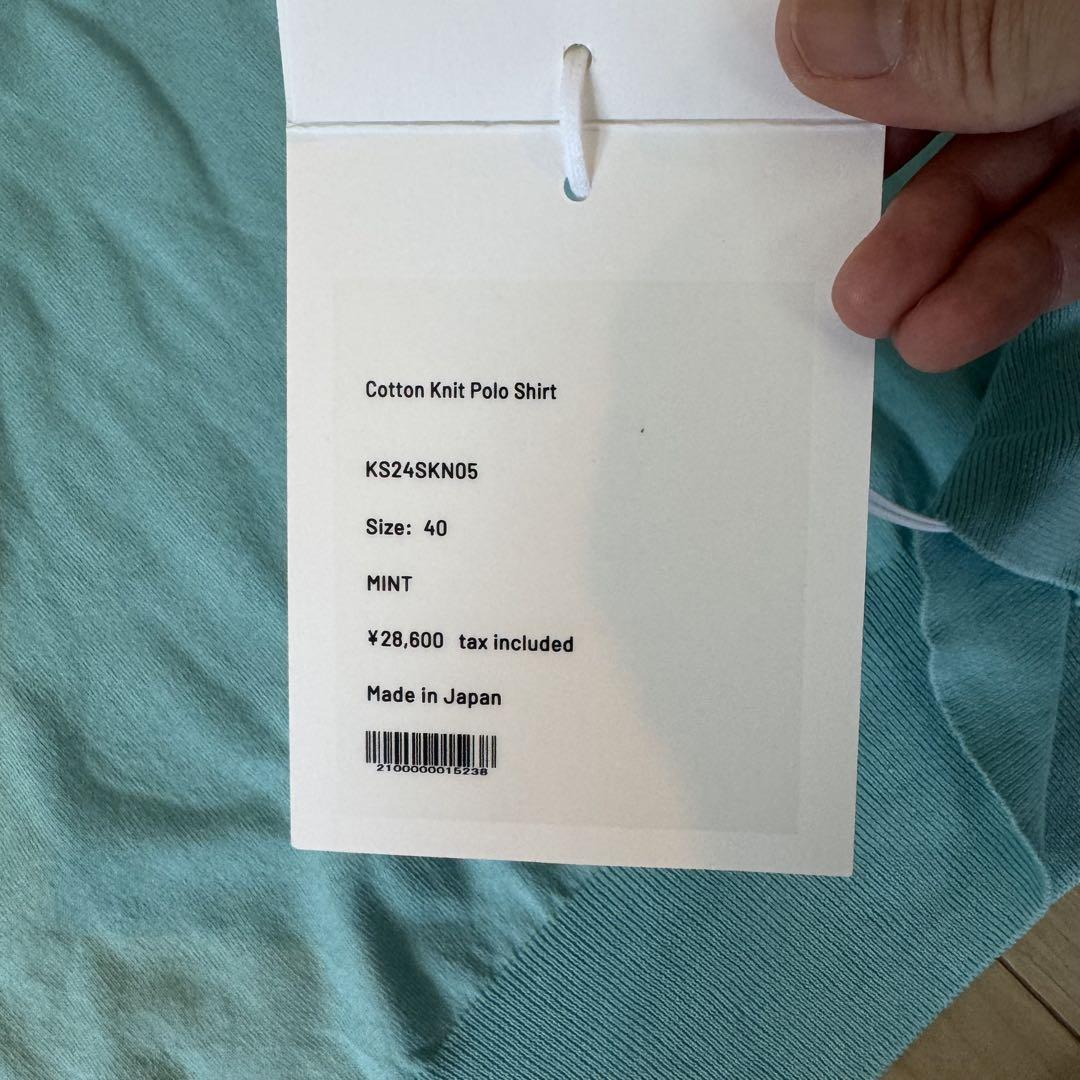 Cotton Knit Polo Shirt
KS24SKN05
Size: 40
MINT
¥28,600 tax included
Made in Japan
2100000015238